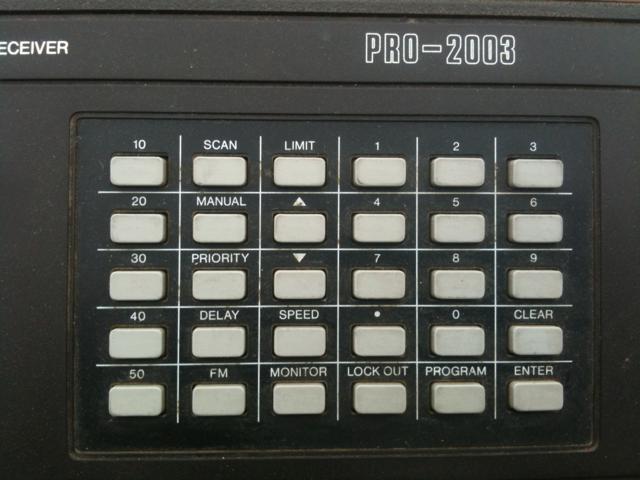 ECEIVER
PRO-2003
10 SCAN LIMIT 1 2 3
20 MANUAL ▲ 4 5 6
30 PRIORITY ▼ 7 8 9
40 DELAY SPEED • 0 CLEAR
50 FM MONITOR LOCK OUT PROGRAM ENTER